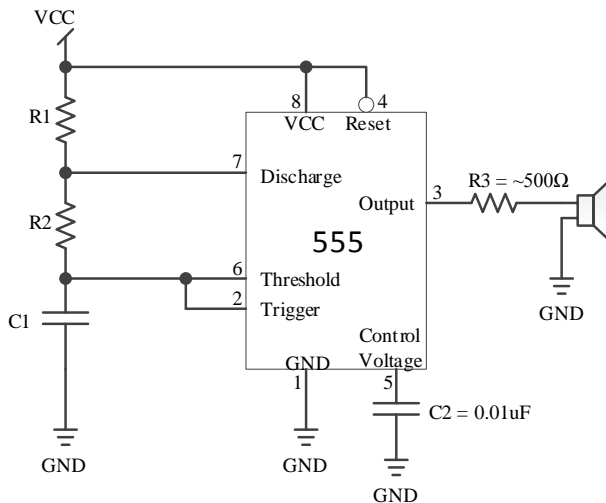 VCC
8
4
R1
VCC
Reset
7
Discharge
3
R3 = ~500Ω
Output
R2
555
6
Threshold
2
Trigger
C1
GND
Control
Voltage
GND
1
5
C2 = 0.01uF
GND
GND
GND